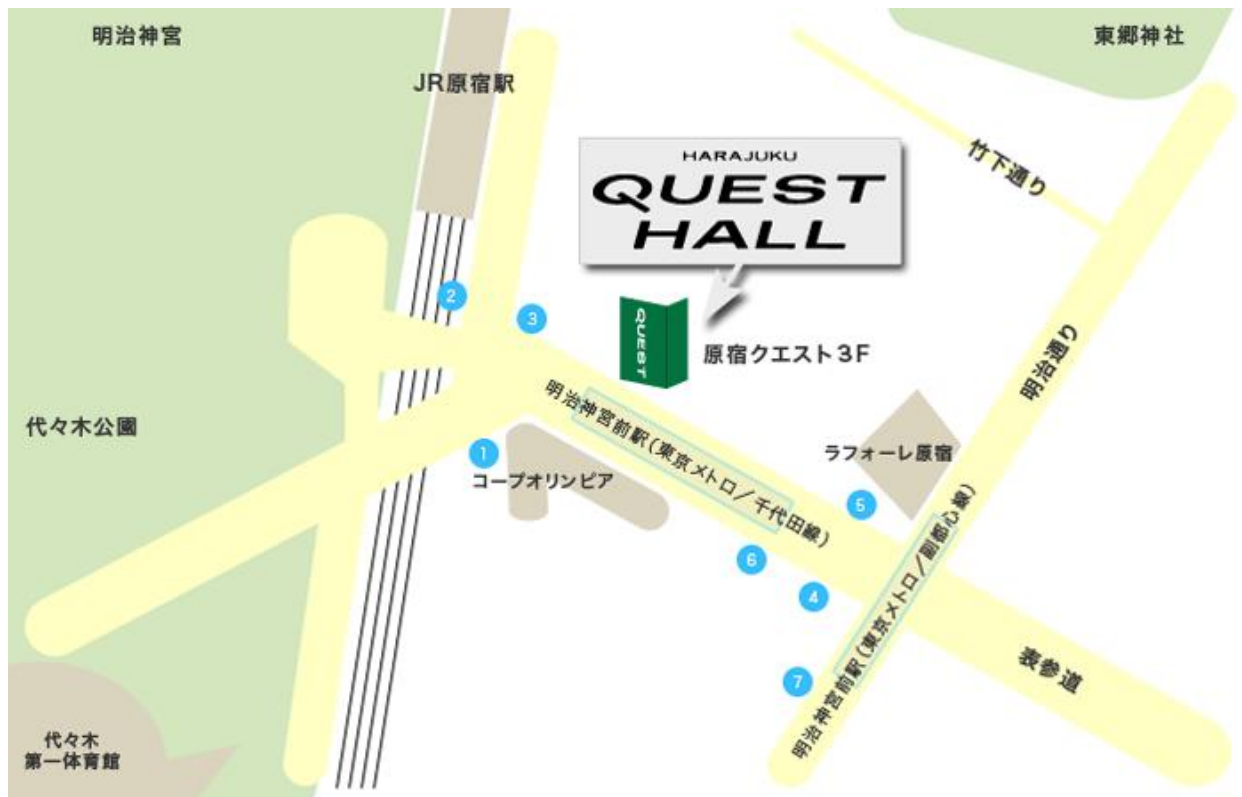 明治神宮
東郷神社
JR原宿駅
竹下通り
HARAJUKU
QUEST
HALL
2
3
QUEST
原宿クエスト3F
明治通り
明治神宮前駅(東京メトロ/千代田線)
代々木公園
1
コープオリンピア
ラフォーレ原宿
5
6
4
明治神宮前駅(東京メトロ/副都心線)
7
表参道
代々木
第一体育館